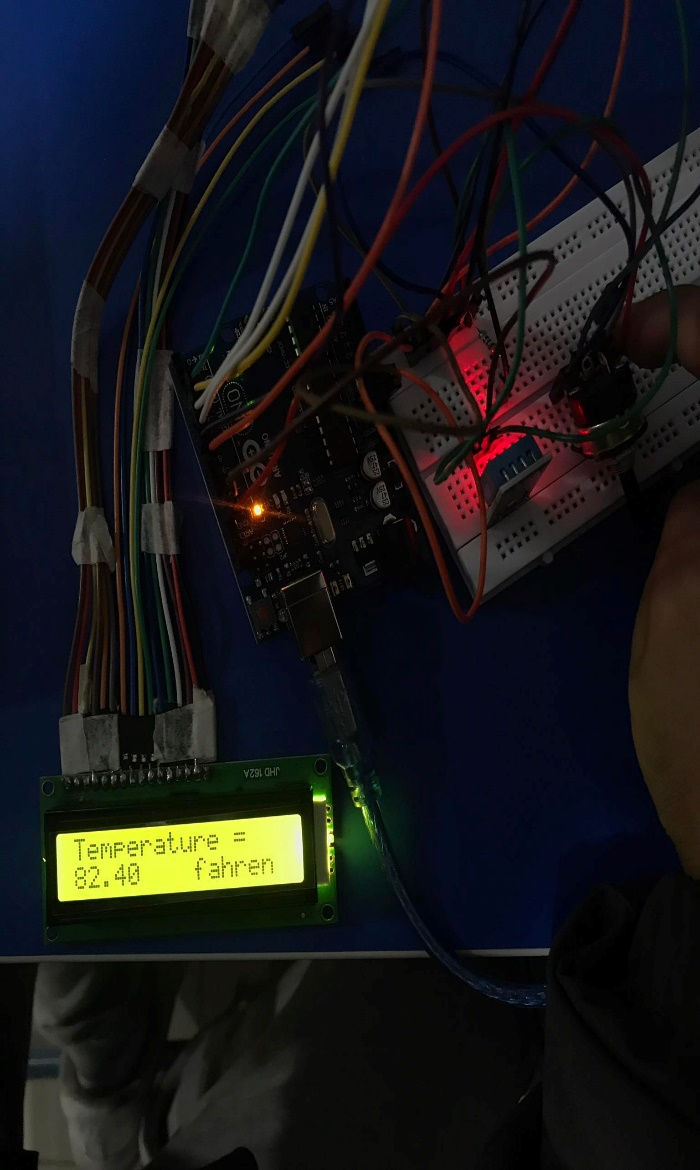 JHD 162A
Temperature =
82.40 fahren